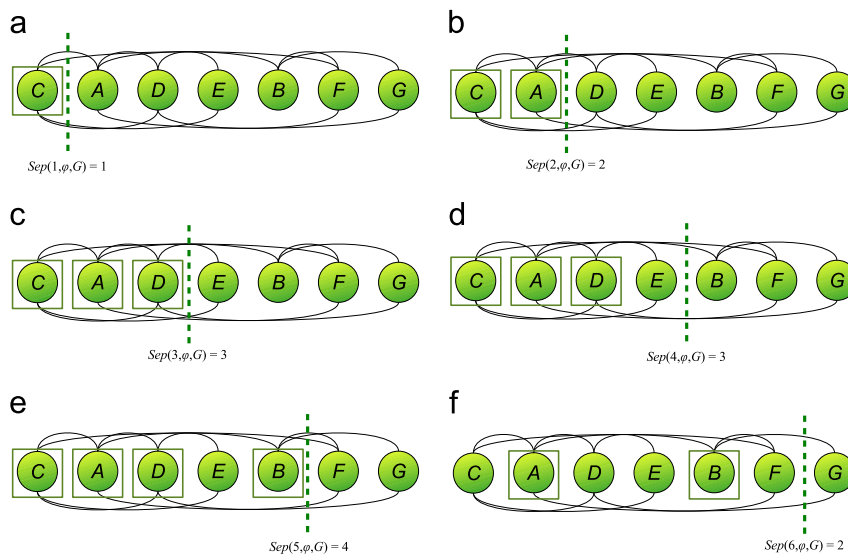 a
C A D E B F G
Sep(1,φ,G) = 1
b
C A D E B F G
Sep(2,φ,G) = 2
c
C A D E B F G
Sep(3,φ,G) = 3
d
C A D E B F G
Sep(4,φ,G) = 3
e
C A D E B F G
Sep(5,φ,G) = 4
f
C A D E B F G
Sep(6,φ,G) = 2